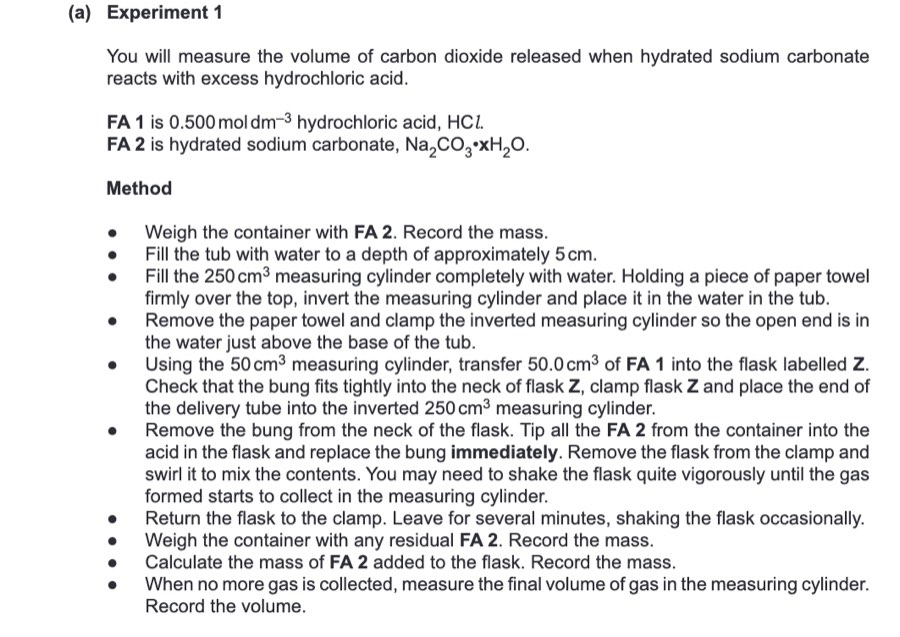 (a) Experiment 1
You will measure the volume of carbon dioxide released when hydrated sodium carbonate
reacts with excess hydrochloric acid.
FA 1 is 0.500 mol dm⁻³ hydrochloric acid, HCl.
FA 2 is hydrated sodium carbonate, Na₂CO₃•xH₂O.
Method
• Weigh the container with FA 2. Record the mass.
• Fill the tub with water to a depth of approximately 5 cm.
• Fill the 250 cm³ measuring cylinder completely with water. Holding a piece of paper towel
firmly over the top, invert the measuring cylinder and place it in the water in the tub.
• Remove the paper towel and clamp the inverted measuring cylinder so the open end is in
the water just above the base of the tub.
• Using the 50 cm³ measuring cylinder, transfer 50.0 cm³ of FA 1 into the flask labelled Z.
Check that the bung fits tightly into the neck of flask Z, clamp flask Z and place the end of
the delivery tube into the inverted 250 cm³ measuring cylinder.
• Remove the bung from the neck of the flask. Tip all the FA 2 from the container into the
acid in the flask and replace the bung immediately. Remove the flask from the clamp and
swirl it to mix the contents. You may need to shake the flask quite vigorously until the gas
formed starts to collect in the measuring cylinder.
• Return the flask to the clamp. Leave for several minutes, shaking the flask occasionally.
• Weigh the container with any residual FA 2. Record the mass.
• Calculate the mass of FA 2 added to the flask. Record the mass.
• When no more gas is collected, measure the final volume of gas in the measuring cylinder.
Record the volume.